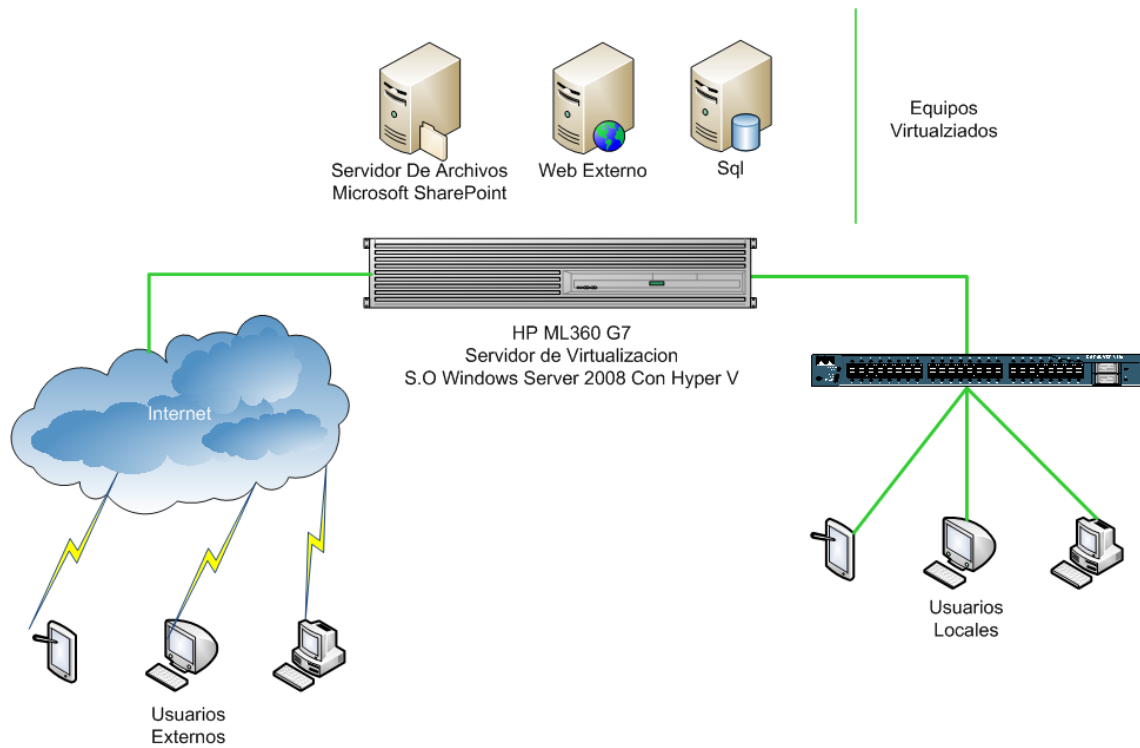 Equipos
Virtualziados
Servidor De Archivos
Microsoft SharePoint
Web Externo
Sql
HP ML360 G7
Servidor de Virtualizacion
S.O Windows Server 2008 Con Hyper V
Internet
Usuarios
Locales
Usuarios
Externos